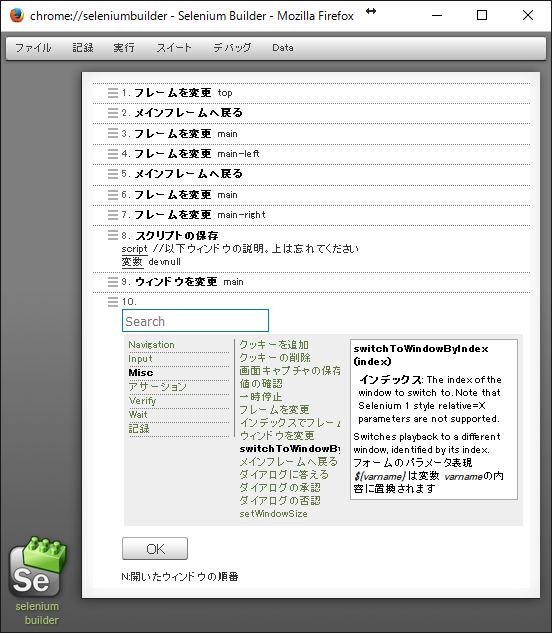 chrome://seleniumbuilder - Selenium Builder - Mozilla Firefox
ファイル 記録 実行 スイート デバッグ Data
1. フレームを変更 top
2. メインフレームへ戻る
3. フレームを変更 main
4. フレームを変更 main-left
5. メインフレームへ戻る
6. フレームを変更 main
7. フレームを変更 main-right
8. スクリプトの保存
script //以下ウィンドウの説明。上は忘れてください
変数 devnull
9. ウィンドウを変更 main
10.
Search
Navigation
Input
Misc
アサーション
Verify
Wait
記録
クッキーを追加
クッキーの削除
画面キャプチャの保存
値の確認
一時停止
フレームを変更
インデックスでフレーム
ウィンドウを変更
switchToWindowBy
メインフレームへ戻る
ダイアログに答える
ダイアログの承認
ダイアログの否認
setWindowSize
switchToWindowByIndex
(index)
インデックス: The index of the
window to switch to. Note that
Selenium 1 style relative=X
parameters are not supported.
Switches playback to a different
window, identified by its index.
フォームのパラメータ表現
${varname} は変数 varnameの内
容に置換されます
OK
N:開いたウィンドウの順番
Se
selenium
builder